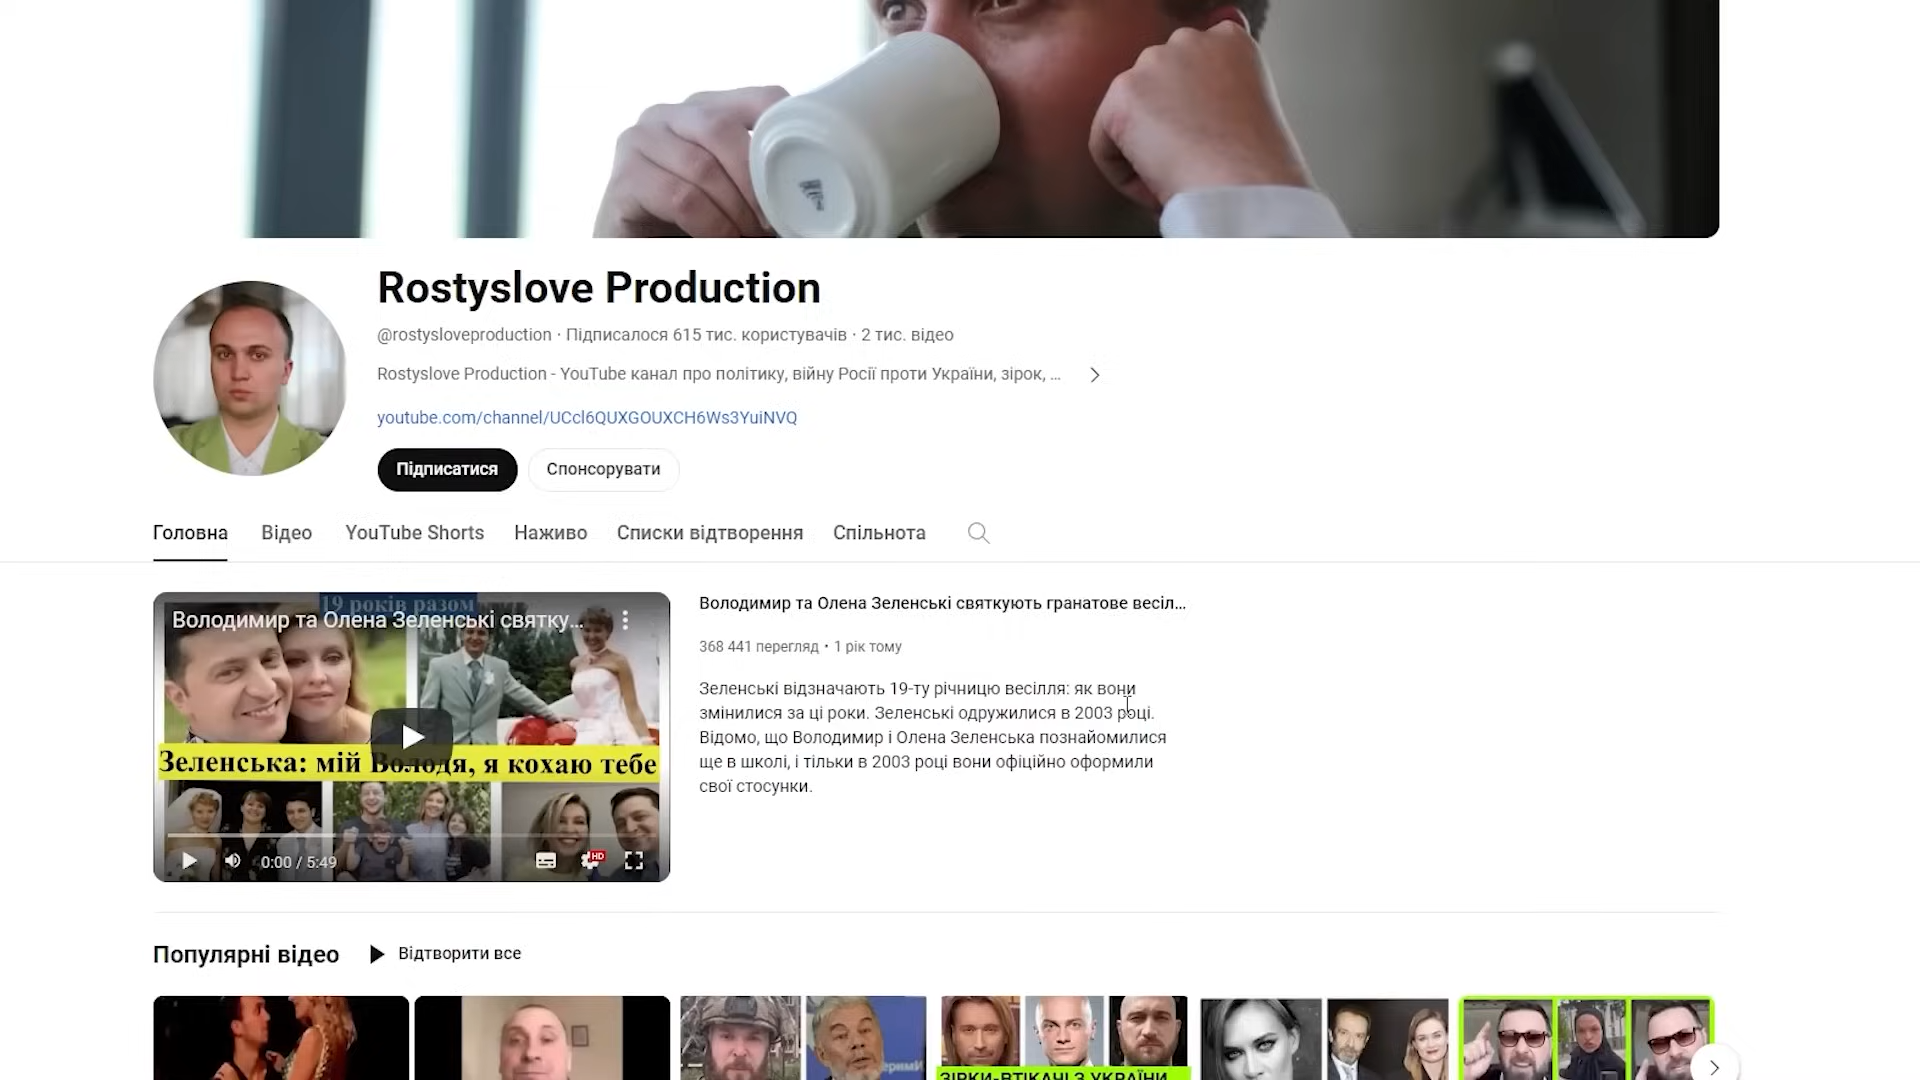 Rostyslove Production
@rostysloveproduction · Підписалося 615 тис. користувачів · 2 тис. відео
Rostyslove Production - YouTube канал про політику, війну Росії проти України, зірок, ...
youtube.com/channel/UCcl6QUXGOUXCH6Ws3YuiNVQ
Підписатися
Спонсорувати
Головна
Відео
YouTube Shorts
Наживо
Списки відтворення
Спільнота
19 років разом
Володимир та Олена Зеленські святку...
Зеленська: мій Володя, я кохаю тебе
0:00 / 5:49
HD
Володимир та Олена Зеленські святкують гранатове весіл...
368 441 перегляд • 1 рік тому
Зеленські відзначають 19-ту річницю весілля: як вони
змінилися за ці роки. Зеленські одружилися в 2003 році.
Відомо, що Володимир і Олена Зеленська познайомилися
ще в школі, і тільки в 2003 році вони офіційно оформили
свої стосунки.
Популярні відео
Відтворити все
ЗІРКИ-ВТІКАЧІ З УКРАЇНИ